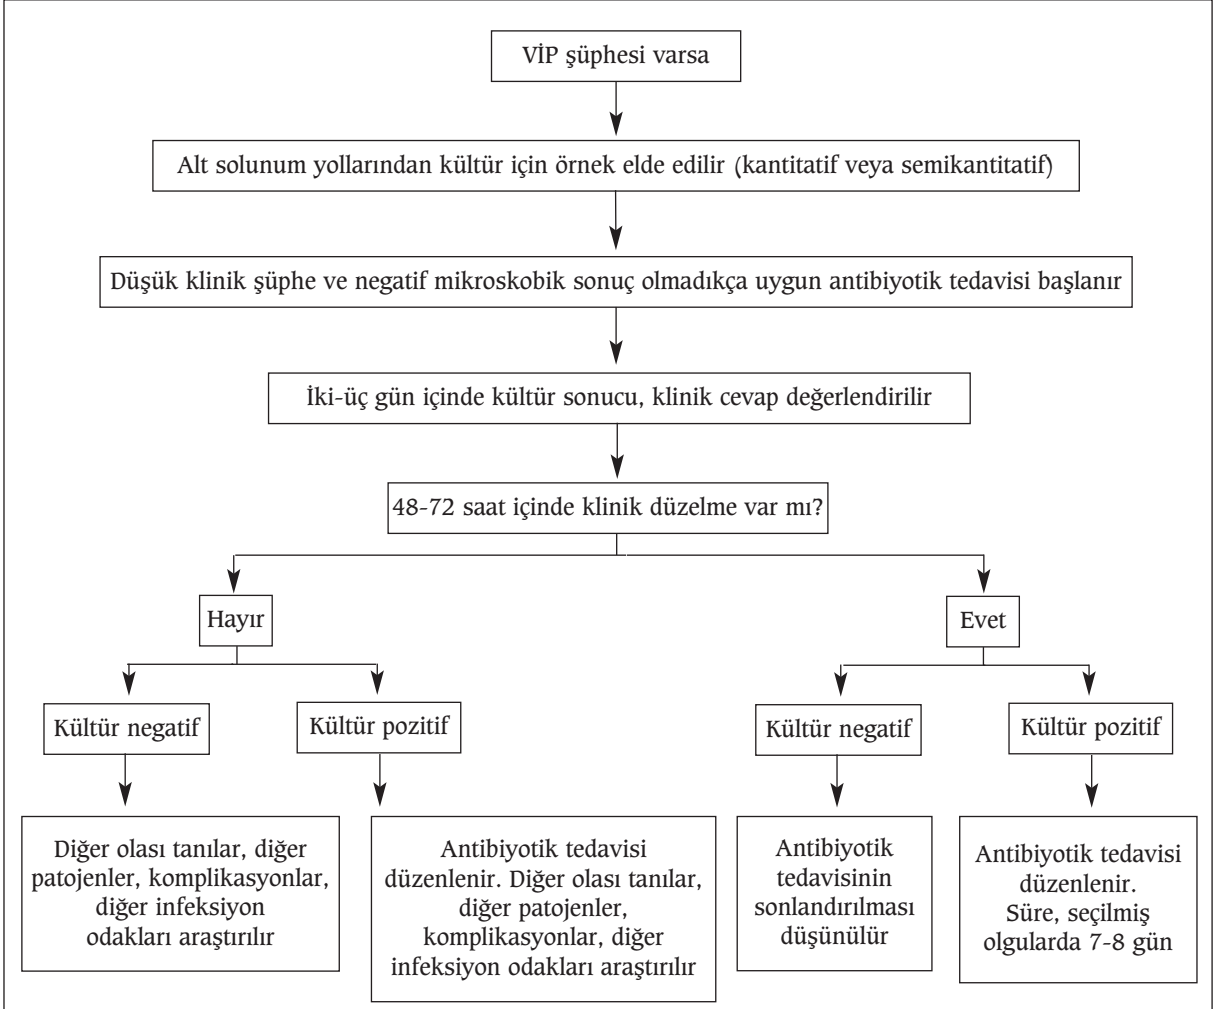 VİP şüphesi varsa
Alt solunum yollarından kültür için örnek elde edilir (kantitatif veya semikantitatif)
Düşük klinik şüphe ve negatif mikroskobik sonuç olmadıkça uygun antibiyotik tedavisi başlanır
İki-üç gün içinde kültür sonucu, klinik cevap değerlendirilir
48-72 saat içinde klinik düzelme var mı?
Hayır
Evet
Kültür negatif
Kültür pozitif
Kültür negatif
Kültür pozitif
Diğer olası tanılar, diğer
patojenler, komplikasyonlar,
diğer infeksiyon
odakları araştırılır
Antibiyotik tedavisi
düzenlenir. Diğer olası tanılar,
diğer patojenler,
komplikasyonlar, diğer
infeksiyon odakları araştırılır
Antibiyotik
tedavisinin
sonlandırılması
düşünülür
Antibiyotik tedavisi
düzenlenir.
Süre, seçilmiş
olgularda 7-8 gün